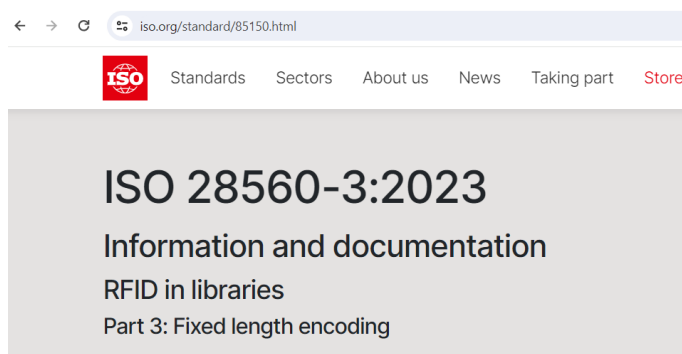 iso.org/standard/85150.html
ISO Standards Sectors About us News Taking part Store
ISO 28560-3:2023
Information and documentation
RFID in libraries
Part 3: Fixed length encoding